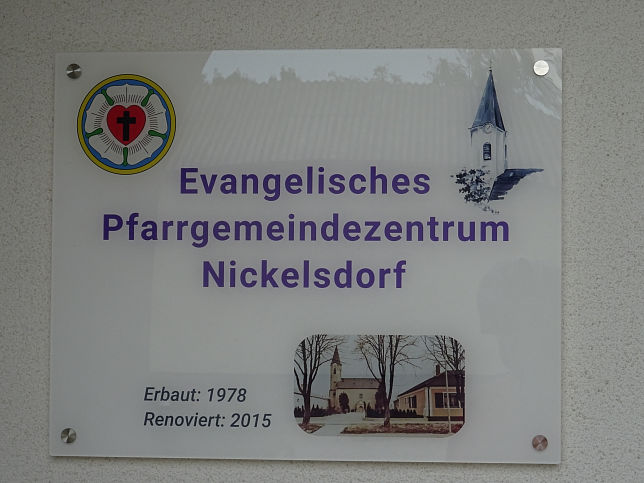 Evangelisches
Pfarrgemeindezentrum
Nickelsdorf
Erbaut: 1978
Renoviert: 2015